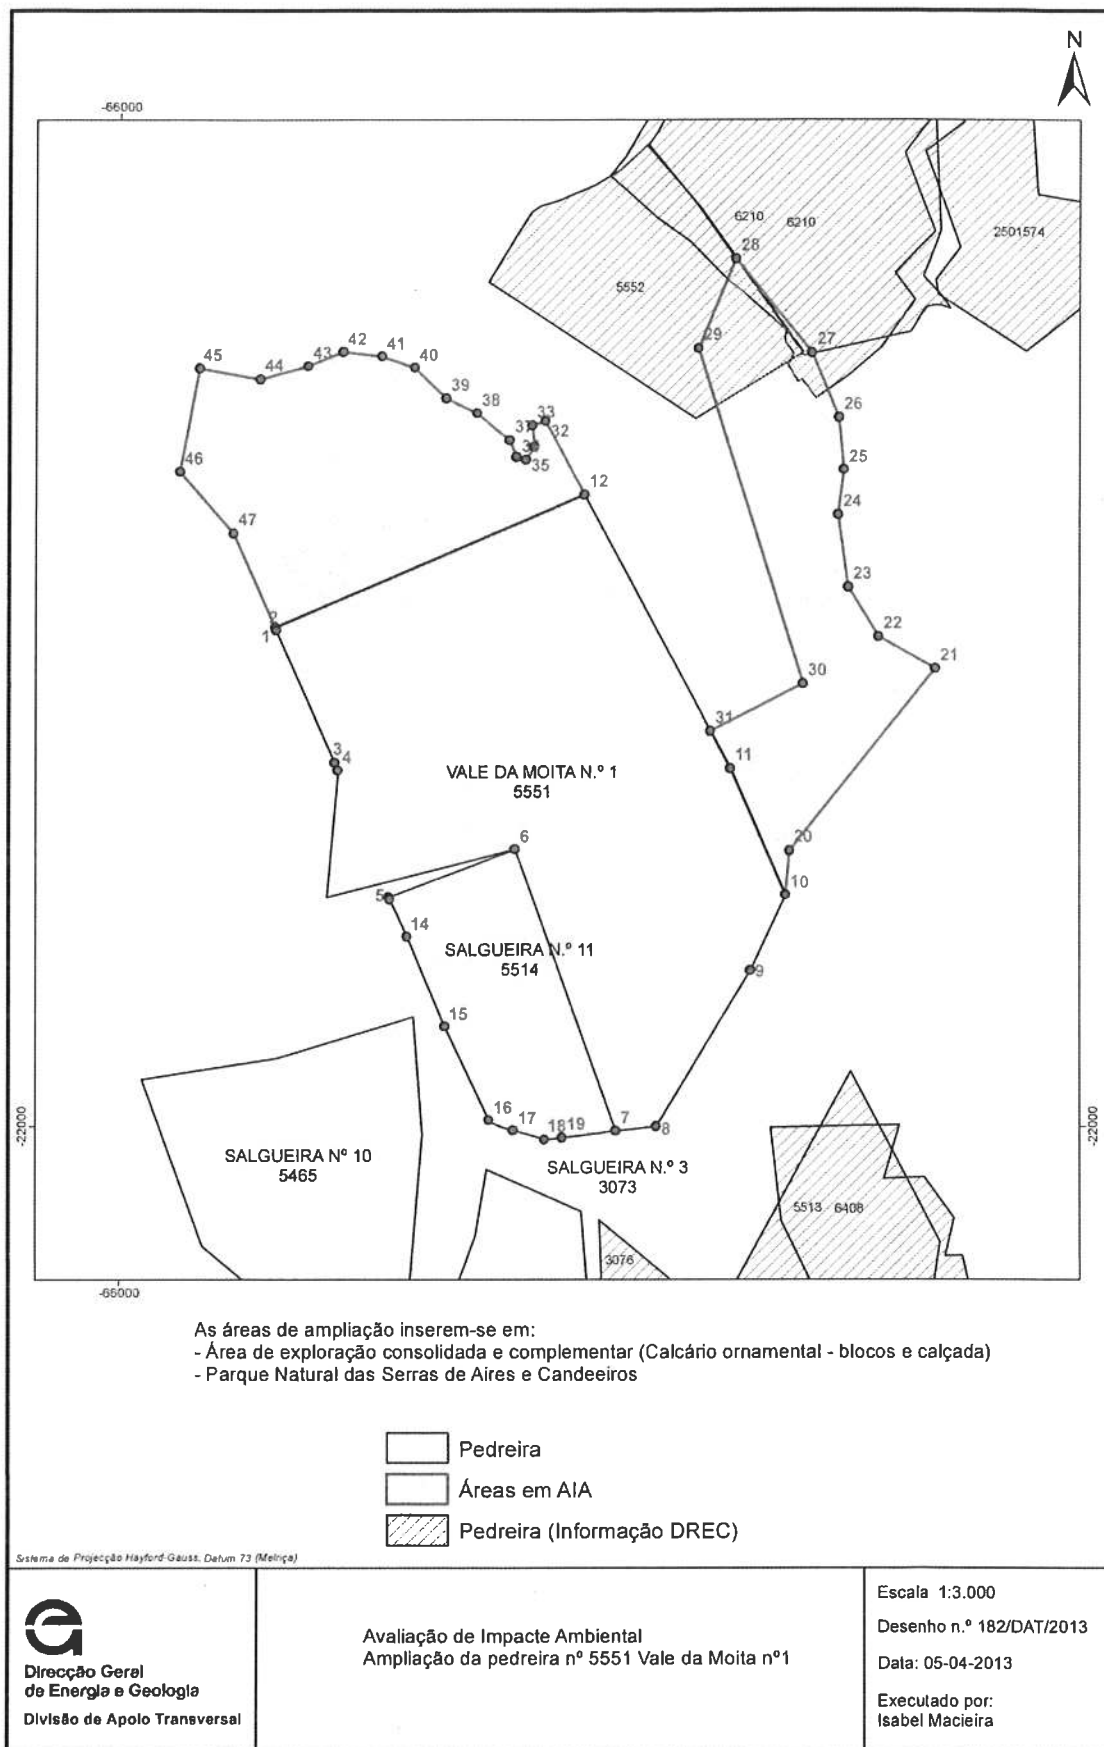 N
-66000
6210
6210
2501574
28
5552
29
27
42
41
43
40
45
44
39
38
26
33
37
32
35
25
46
12
24
47
23
2
1
22
21
30
31
3
4
11
VALE DA MOITA N.º 1
5551
6
20
10
5
14
SALGUEIRA N.º 11
5514
9
15
16
17
18
19
7
8
-22000
-22000
SALGUEIRA Nº 10
5465
SALGUEIRA N.º 3
3073
5513
6408
3076
-66000
As áreas de ampliação inserem-se em:
- Área de exploração consolidada e complementar (Calcário ornamental - blocos e calçada)
- Parque Natural das Serras de Aires e Candeeiros
Pedreira
Áreas em AIA
Pedreira (Informação DREC)
Sistema de Projecção Hayford-Gauss, Datum 73 (Melriça)
Direcção Geral
de Energia e Geologia
Divisão de Apoio Transversal
Avaliação de Impacte Ambiental
Ampliação da pedreira nº 5551 Vale da Moita nº1
Escala 1:3.000
Desenho n.º 182/DAT/2013
Data: 05-04-2013
Executado por:
Isabel Macieira